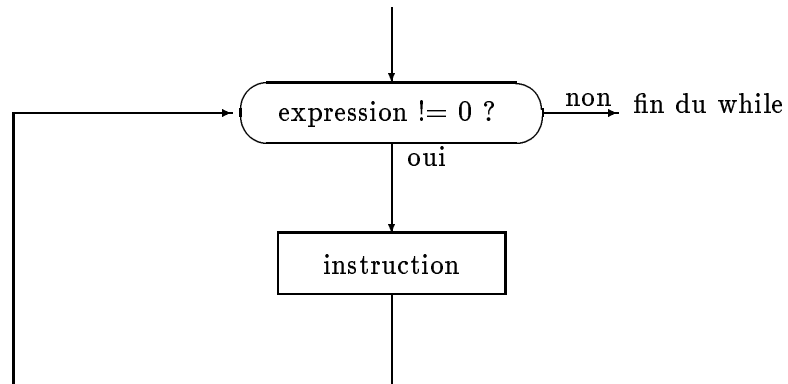 expression != 0 ?
non
fin du while
oui
instruction